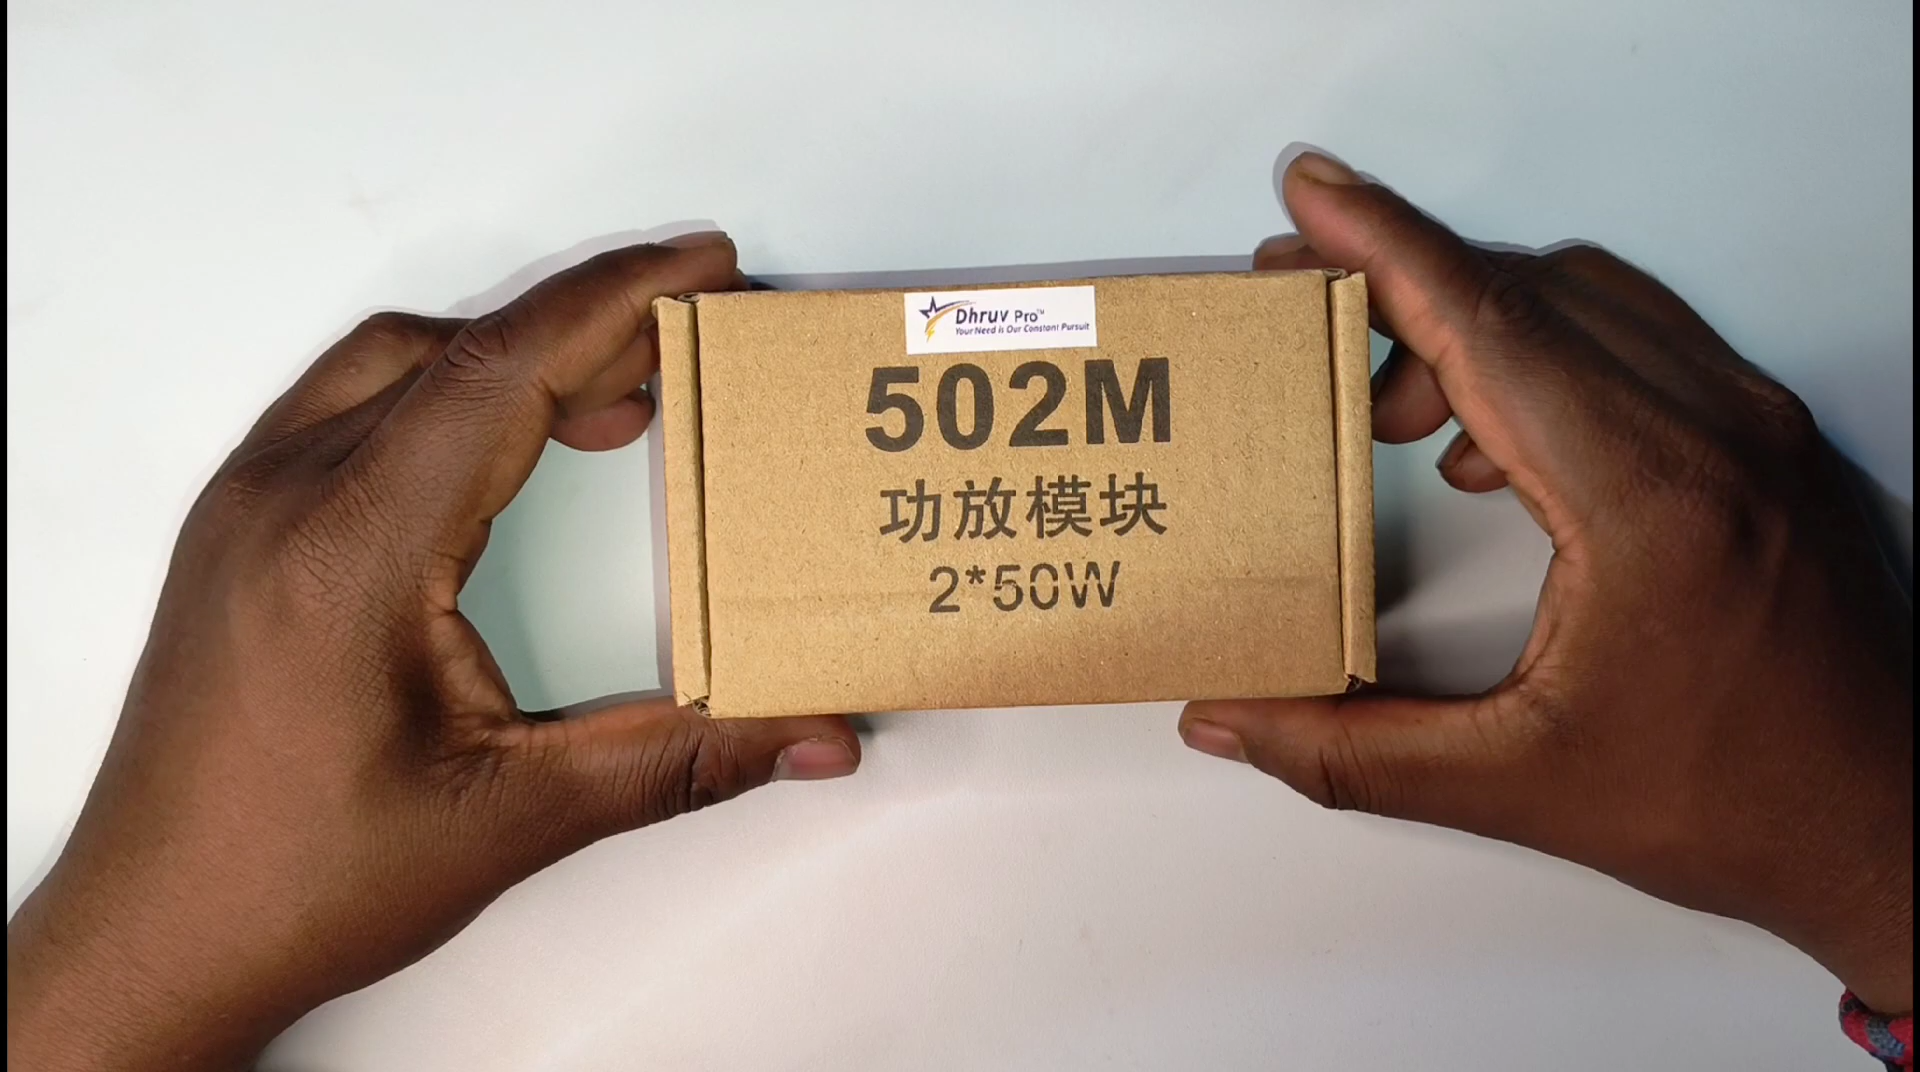 Dhruv Pro™
Your Need is Our Constant Pursuit
502M
功放模块
2*50W